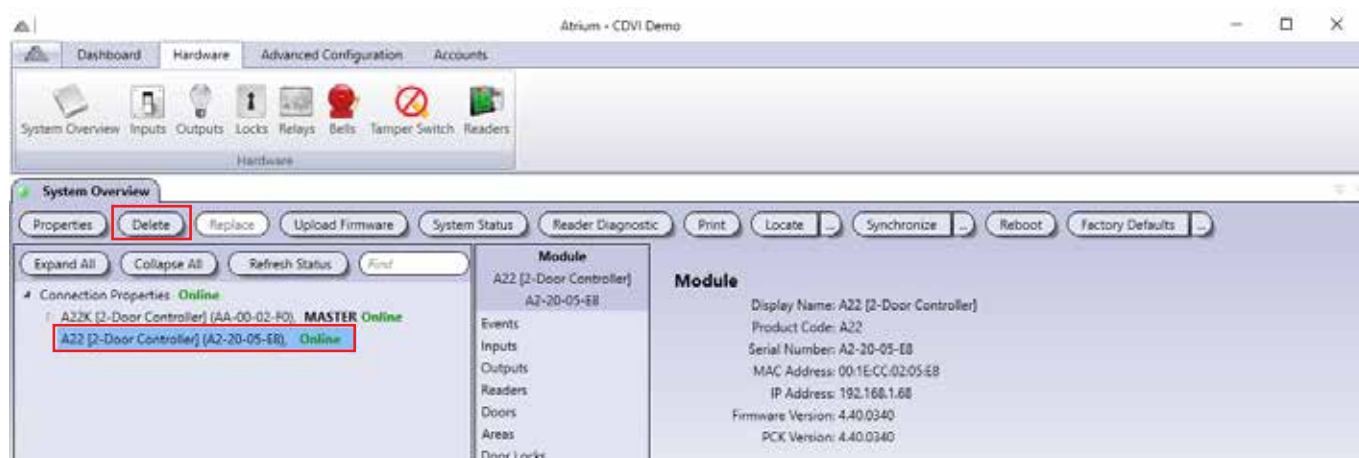 Atrium - CDVI Demo
Dashboard Hardware Advanced Configuration Accounts
System Overview Inputs Outputs Locks Relays Bells Tamper Switch Readers
Hardware
System Overview
Properties Delete Replace Upload Firmware System Status Reader Diagnostic Print Locate ... Synchronize ... Reboot Factory Defaults ...
Expand All Collapse All Refresh Status Find
Connection Properties Online
A22K [2-Door Controller] (AA-00-02-F0), MASTER Online
A22 [2-Door Controller] (A2-20-05-E8), Online
Module
A22 [2-Door Controller]
A2-20-05-E8
Events
Inputs
Outputs
Readers
Doors
Areas
Door Locks
Module
Display Name: A22 [2-Door Controller]
Product Code: A22
Serial Number: A2-20-05-E8
MAC Address: 00:1E:CC:02:05:E8
IP Address: 192.168.1.68
Firmware Version: 4.40.0340
PCK Version: 4.40.0340